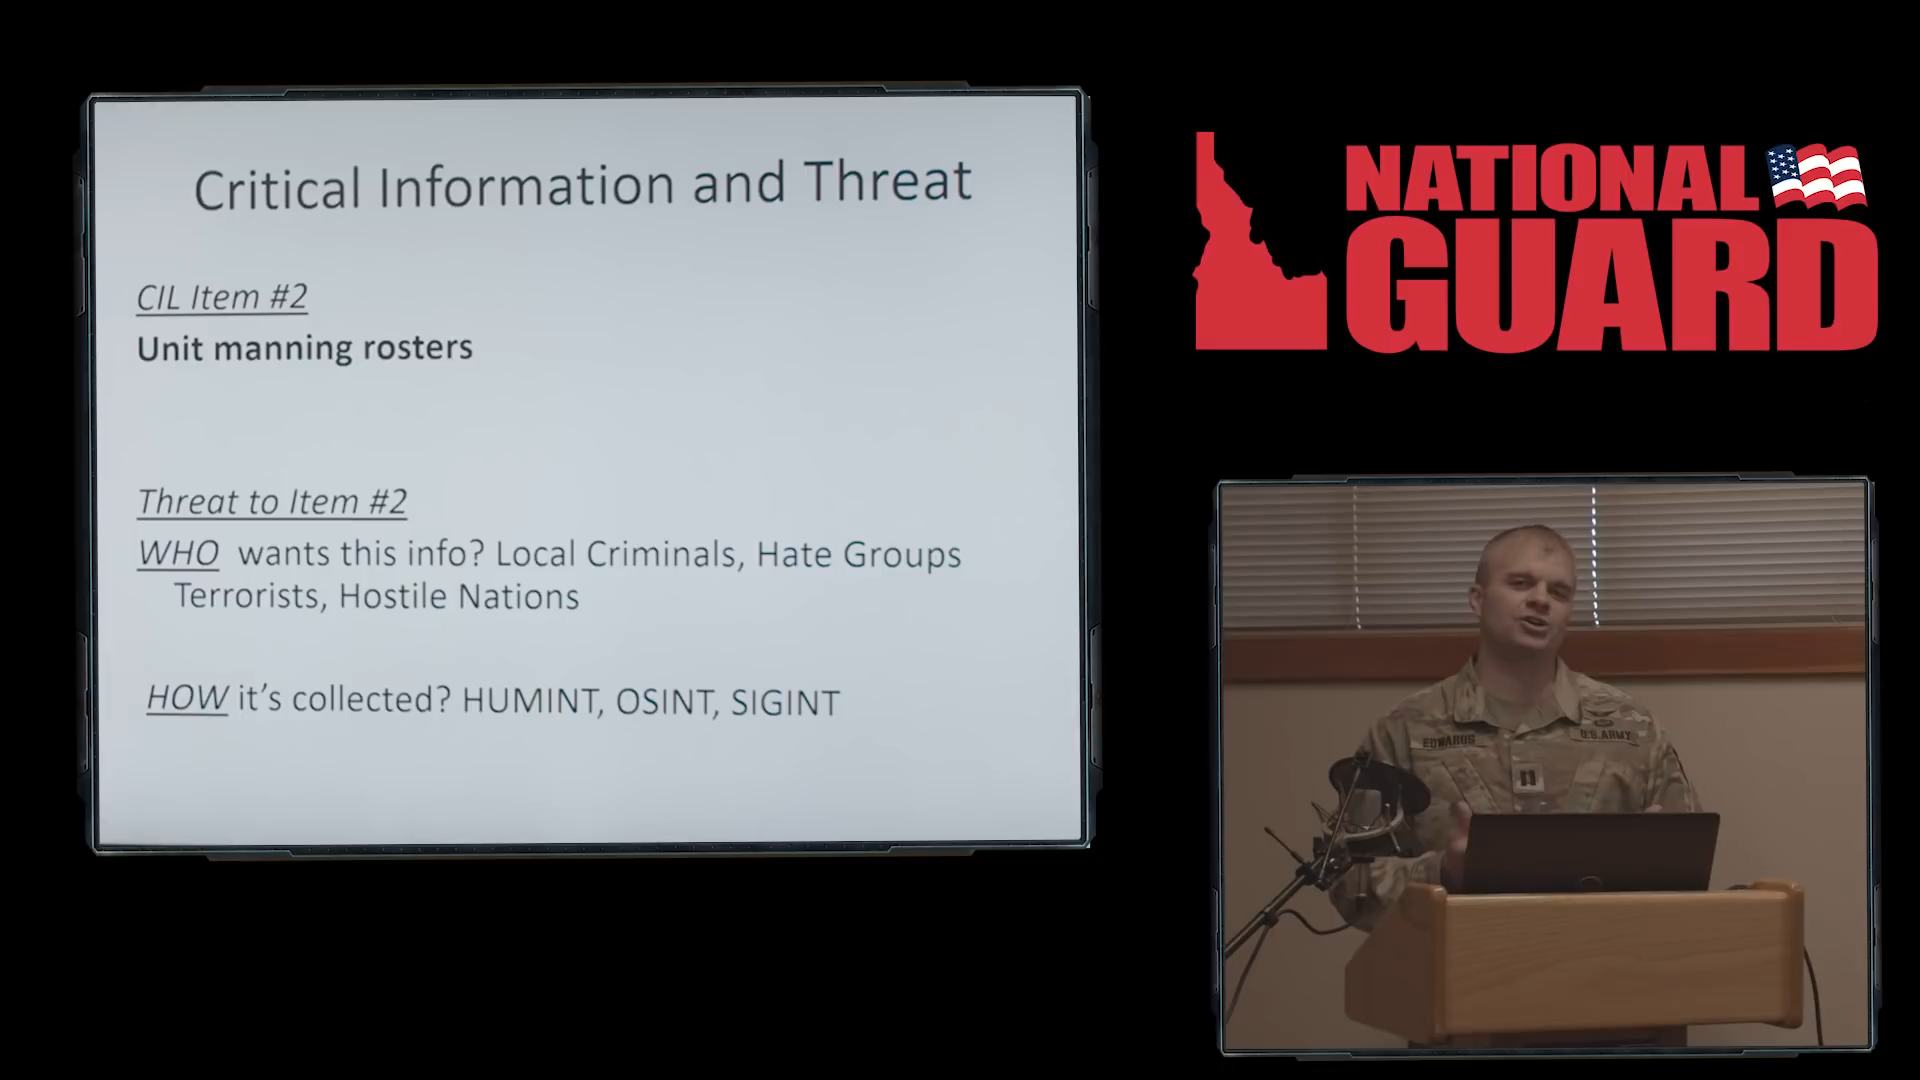 Critical Information and Threat
CIL Item #2
Unit manning rosters
Threat to Item #2
WHO wants this info? Local Criminals, Hate Groups
Terrorists, Hostile Nations
HOW it's collected? HUMINT, OSINT, SIGINT
NATIONAL
GUARD
EDWARDS
U.S. ARMY